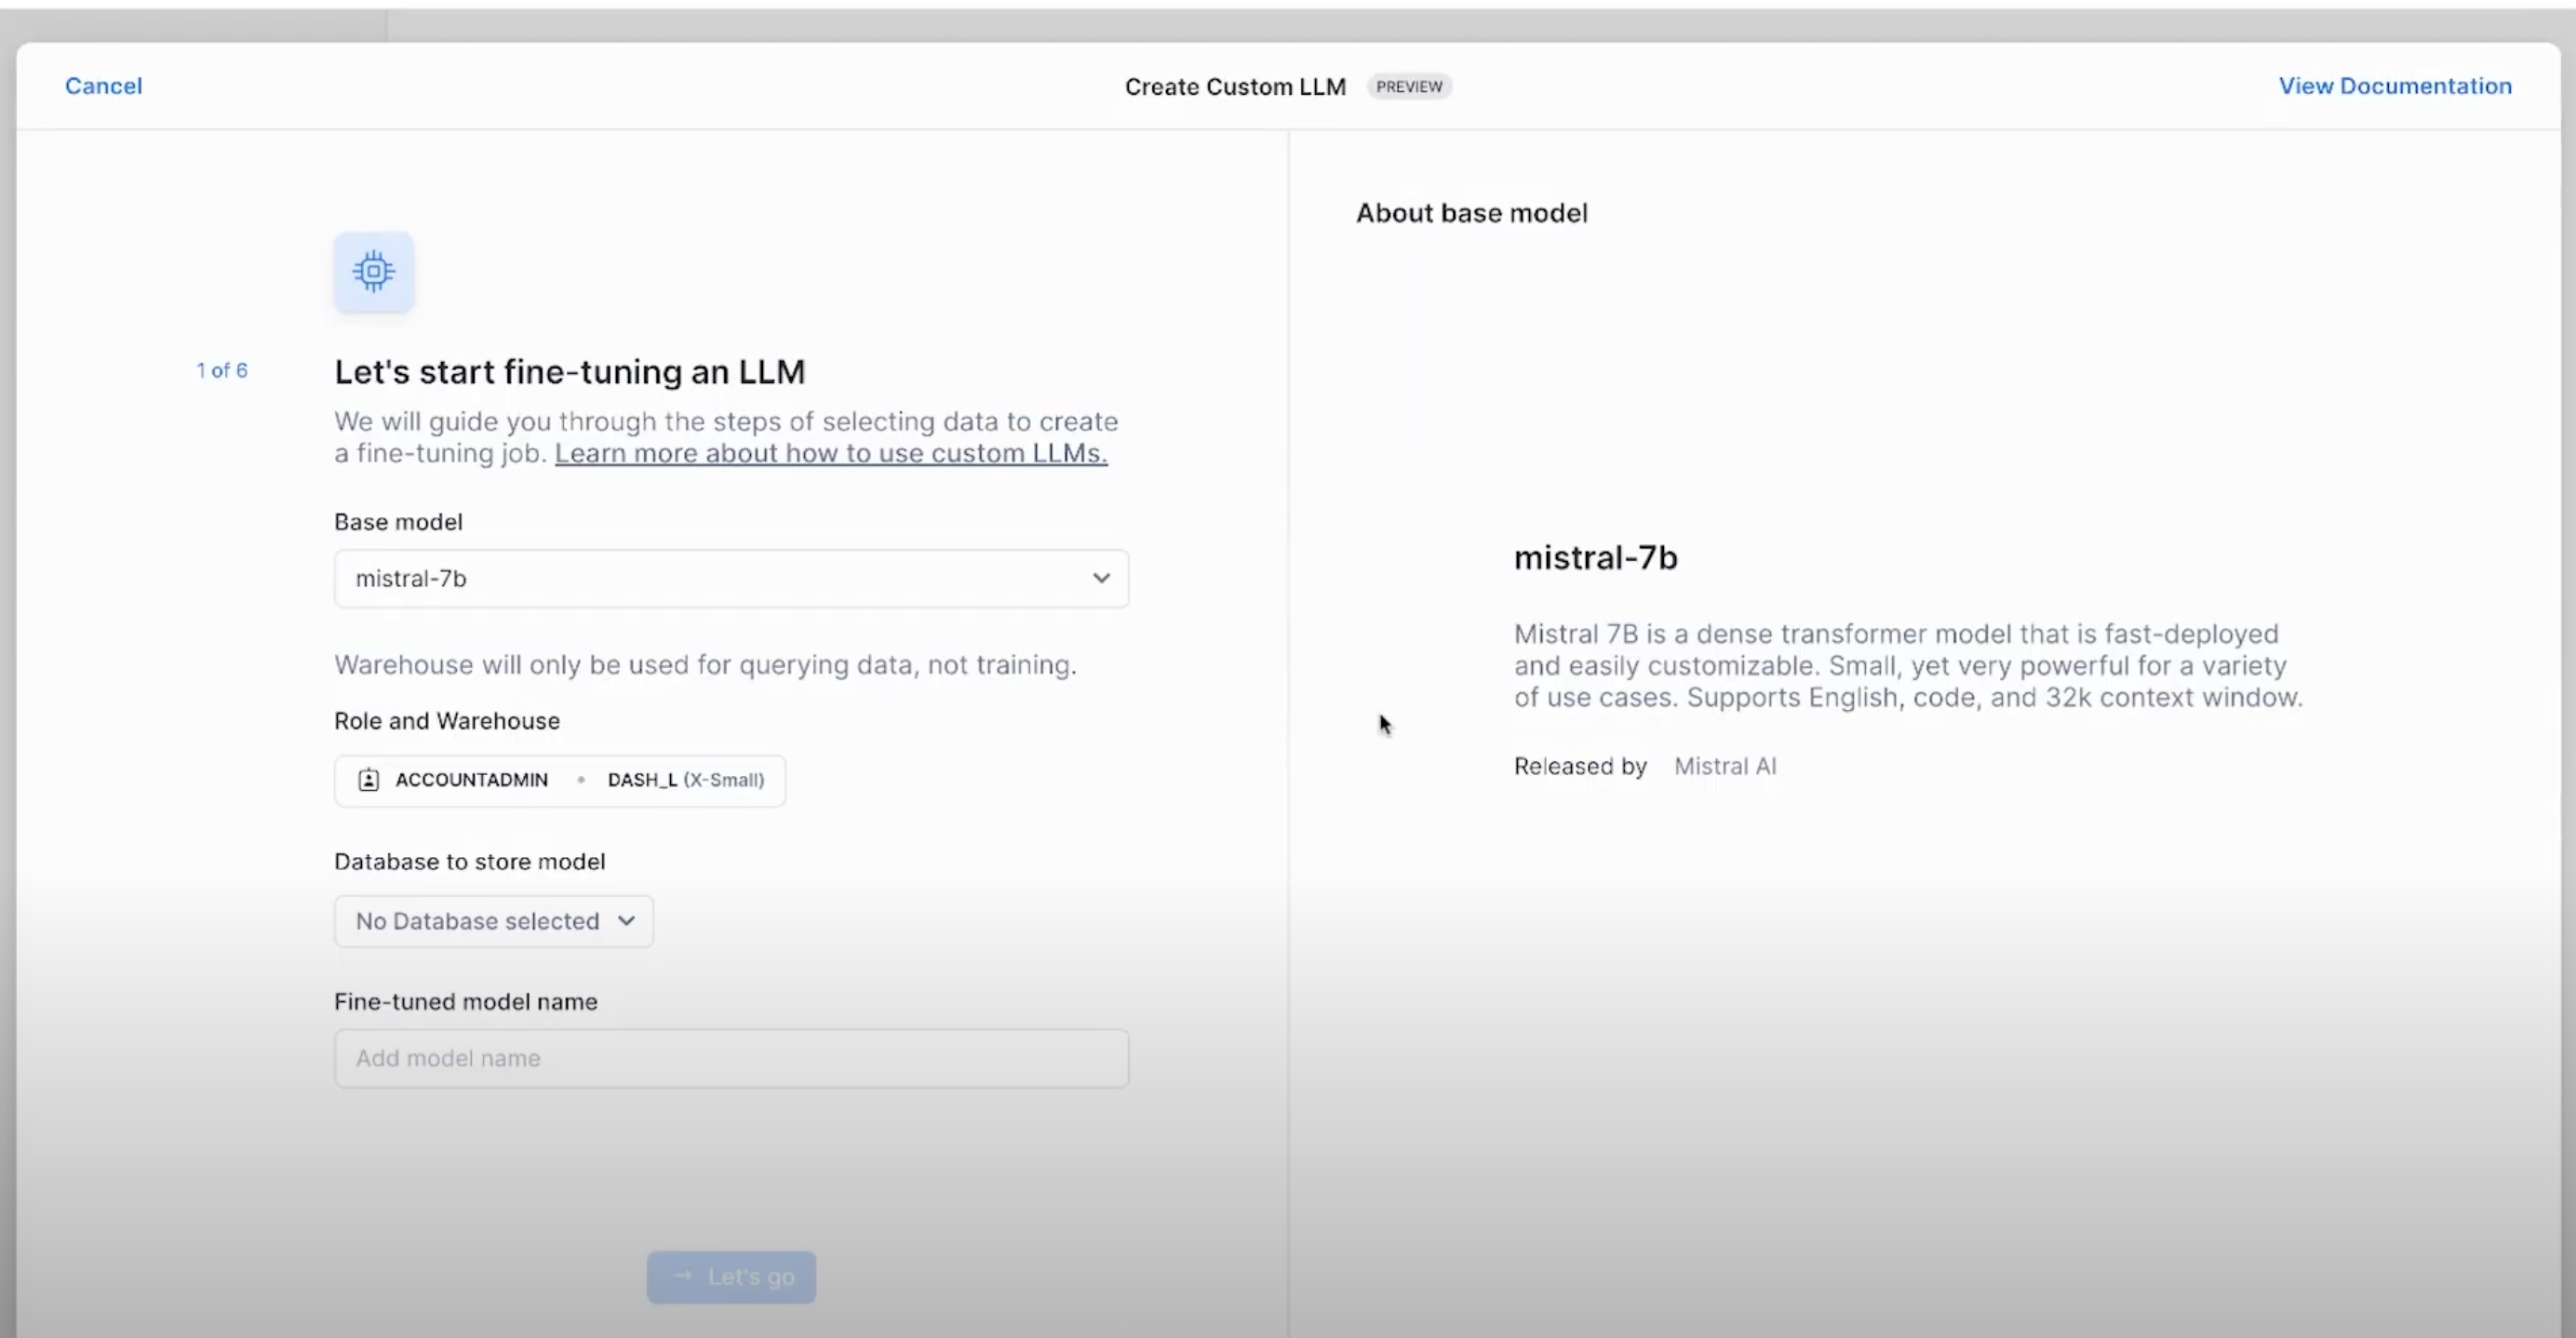 Cancel
Create Custom LLM PREVIEW
View Documentation
1 of 6
Let's start fine-tuning an LLM
We will guide you through the steps of selecting data to create
a fine-tuning job. Learn more about how to use custom LLMs.
Base model
mistral-7b
Warehouse will only be used for querying data, not training.
Role and Warehouse
ACCOUNTADMIN • DASH_L (X-Small)
Database to store model
No Database selected
Fine-tuned model name
Add model name
→ Let's go
About base model
mistral-7b
Mistral 7B is a dense transformer model that is fast-deployed
and easily customizable. Small, yet very powerful for a variety
of use cases. Supports English, code, and 32k context window.
Released by Mistral AI